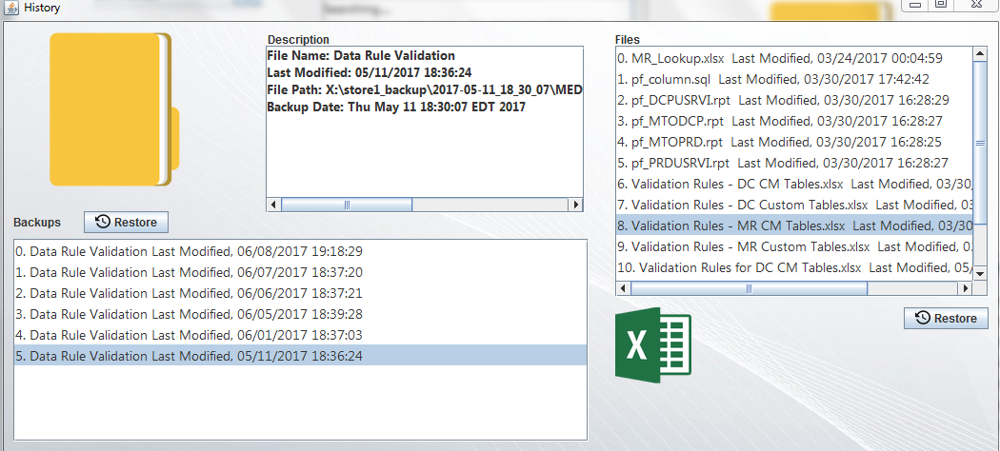 History
Description
File Name: Data Rule Validation
Last Modified: 05/11/2017 18:36:24
File Path: X:\store1_backup\2017-05-11_18_30_07\MED
Backup Date: Thu May 11 18:30:07 EDT 2017
Files
0. MR_Lookup.xlsx Last Modified, 03/24/2017 00:04:59
1. pf_column.sql Last Modified, 03/30/2017 17:42:42
2. pf_DCPUSRVI.rpt Last Modified, 03/30/2017 16:28:29
3. pf_MTODCP.rpt Last Modified, 03/30/2017 16:28:27
4. pf_MTOPRD.rpt Last Modified, 03/30/2017 16:28:25
5. pf_PRDUSRVI.rpt Last Modified, 03/30/2017 16:28:27
6. Validation Rules - DC CM Tables.xlsx Last Modified, 03/30
7. Validation Rules - DC Custom Tables.xlsx Last Modified, 03
8. Validation Rules - MR CM Tables.xlsx Last Modified, 03/30
9. Validation Rules - MR Custom Tables.xlsx Last Modified, 03
10. Validation Rules for DC CM Tables.xlsx Last Modified, 05/
Restore
X
Backups
Restore
0. Data Rule Validation Last Modified, 06/08/2017 19:18:29
1. Data Rule Validation Last Modified, 06/07/2017 18:37:20
2. Data Rule Validation Last Modified, 06/06/2017 18:37:21
3. Data Rule Validation Last Modified, 06/05/2017 18:39:28
4. Data Rule Validation Last Modified, 06/01/2017 18:37:03
5. Data Rule Validation Last Modified, 05/11/2017 18:36:24